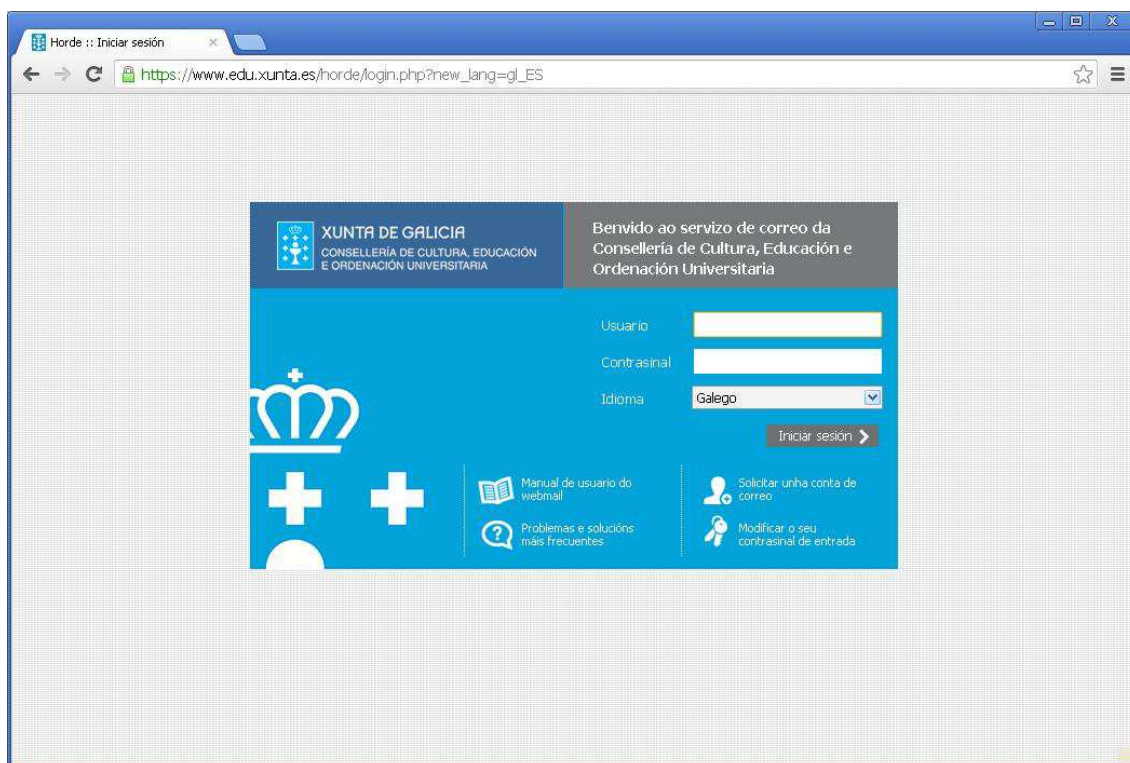 Horde :: Iniciar sesión
https://www.edu.xunta.es/horde/login.php?new_lang=gl_ES
XUNTA DE GALICIA
CONSELLERÍA DE CULTURA, EDUCACIÓN
E ORDENACIÓN UNIVERSITARIA
Benvido ao servizo de correo da
Consellería de Cultura, Educación e
Ordenación Universitaria
Usuario
Contrasinal
Idioma
Galego
Iniciar sesión
Manual de usuario do
webmail
Solicitar unha conta de
correo
Problemas e solucións
máis frecuentes
Modificar o seu
contrasinal de entrada